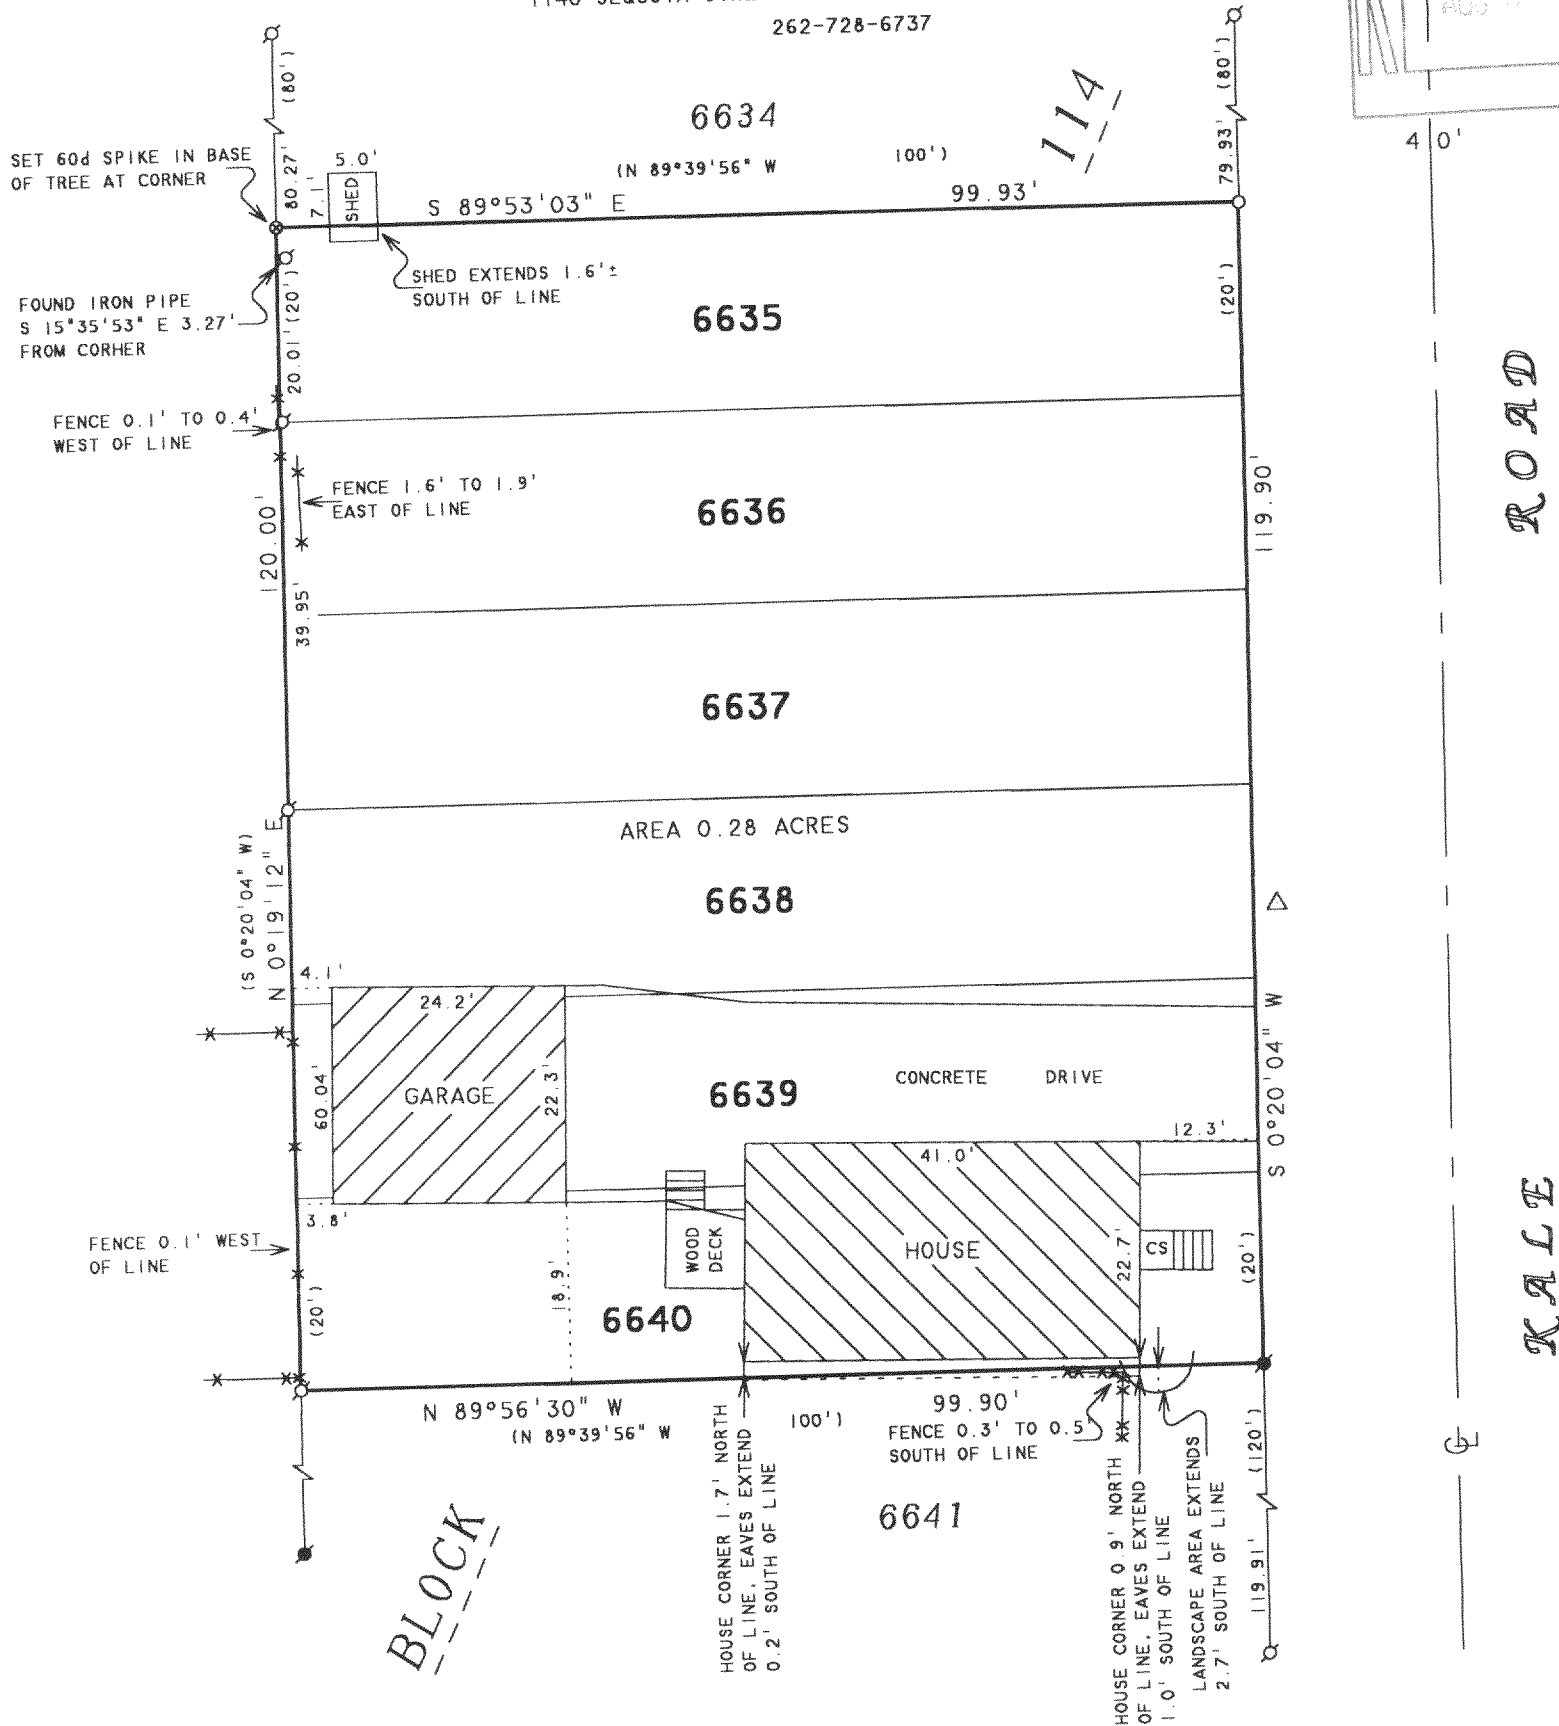 262-728-6737
(80')
(80')
6634
114
40'
SET 60d SPIKE IN BASE
OF TREE AT CORNER
80.27'
5.0'
7.1'
SHED
(N 89°39'56" W 100')
79.93'
S 89°53'03" E 99.93'
SHED EXTENDS 1.6'±
SOUTH OF LINE
FOUND IRON PIPE
S 15°35'53" E 3.27'
FROM CORHER
20.01' (20')
6635
(20')
ROAD
FENCE 0.1' TO 0.4'
WEST OF LINE
FENCE 1.6' TO 1.9'
EAST OF LINE
6636
120.00'
119.90'
39.95'
6637
AREA 0.28 ACRES
6638
(S 0°20'04" W)
N 0°19'12" E
4.1'
24.2'
S 0°20'04" W
60.04'
GARAGE
22.3'
6639
CONCRETE DRIVE
12.3'
41.0'
3.8'
FENCE 0.1' WEST
OF LINE
WOOD
DECK
HOUSE
22.7'
CS
(20')
(20')
18.9'
6640
KALE
N 89°56'30" W 99.90'
(N 89°39'56" W 100')
FENCE 0.3' TO 0.5'
SOUTH OF LINE
6641
BLOCK
HOUSE CORNER 1.7' NORTH
OF LINE, EAVES EXTEND
0.2' SOUTH OF LINE
HOUSE CORNER 0.9' NORTH
OF LINE, EAVES EXTEND
1.0' SOUTH OF LINE
LANDSCAPE AREA EXTENDS
2.7' SOUTH OF LINE
(120')
119.91'